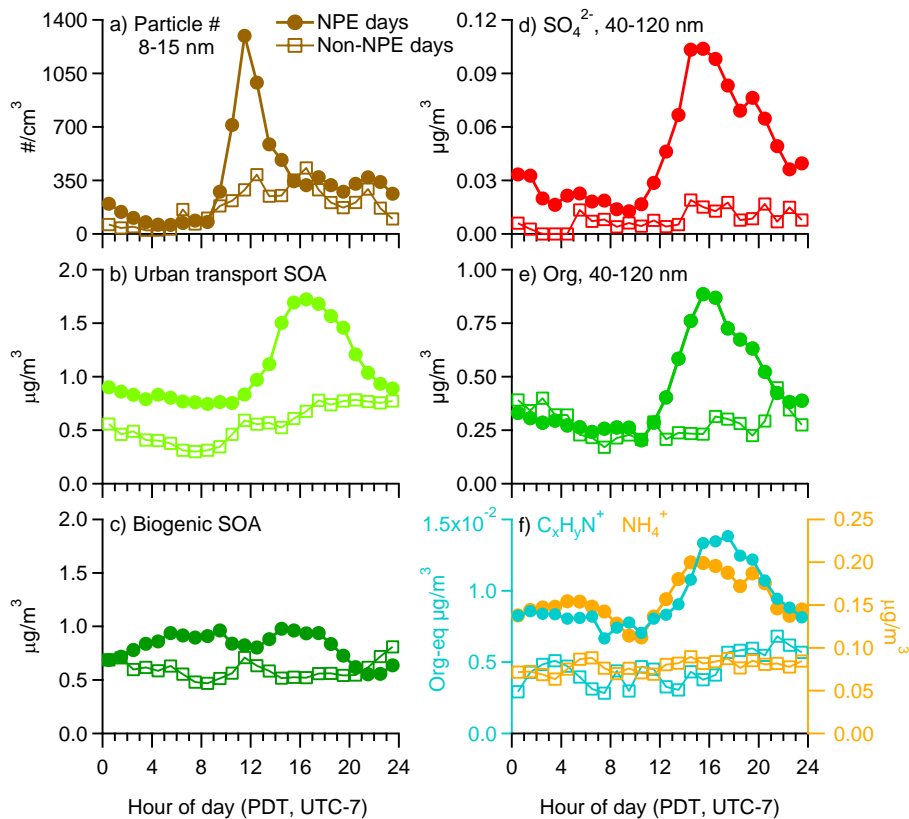 a) Particle #
8-15 nm
NPE days
Non-NPE days
#/cm³
1400
1050
700
350
0
d) SO₄²⁻, 40-120 nm
µg/m³
0.12
0.09
0.06
0.03
0.00
b) Urban transport SOA
µg/m³
2.0
1.5
1.0
0.5
0.0
e) Org, 40-120 nm
µg/m³
1.00
0.75
0.50
0.25
0.00
c) Biogenic SOA
µg/m³
2.0
1.5
1.0
0.5
0.0
0 4 8 12 16 20 24
Hour of day (PDT, UTC-7)
f) CₓHᵧN⁺ NH₄⁺
Org-eq µg/m³
1.5x10⁻²
1.0
0.5
0.0
0.25
0.20
0.15
0.10
0.05
0.00
µg/m³
0 4 8 12 16 20 24
Hour of day (PDT, UTC-7)